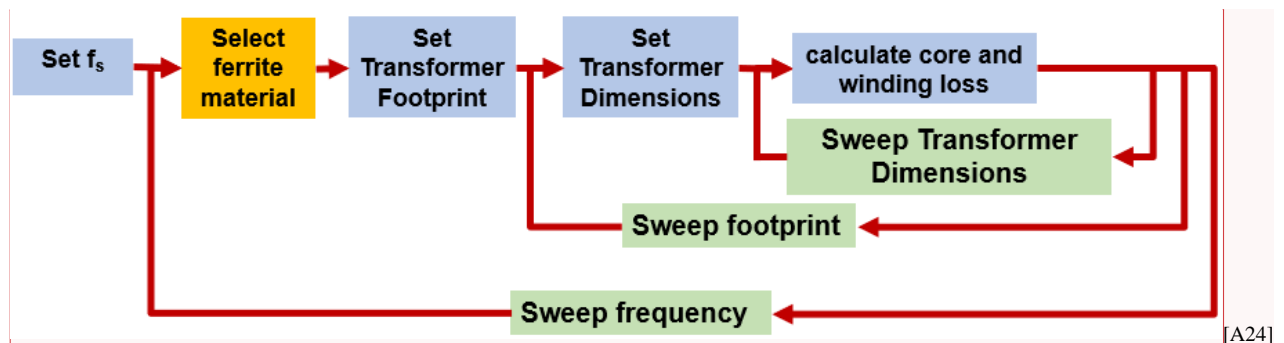 Set fs
Select
ferrite
material
Set
Transformer
Footprint
Set
Transformer
Dimensions
calculate core and
winding loss
Sweep Transformer
Dimensions
Sweep footprint
Sweep frequency
[A24]